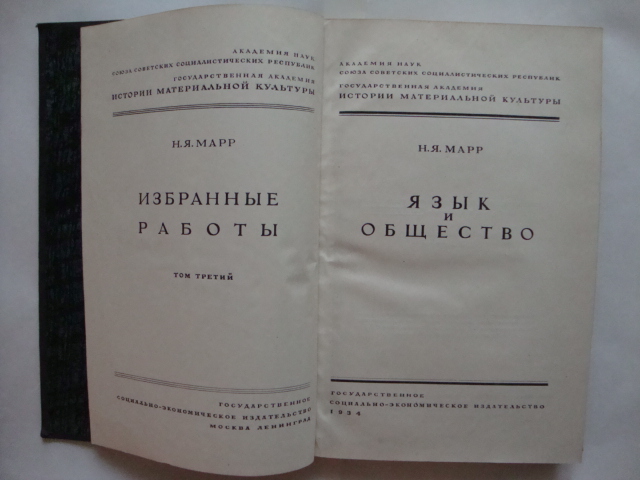 АКАДЕМИЯ НАУК
СОЮЗА СОВЕТСКИХ СОЦИАЛИСТИЧЕСКИХ РЕСПУБЛИК
ГОСУДАРСТВЕННАЯ АКАДЕМИЯ
ИСТОРИИ МАТЕРИАЛЬНОЙ КУЛЬТУРЫ
Н.Я. МАРР
ИЗБРАННЫЕ
РАБОТЫ
ТОМ ТРЕТИЙ
ГОСУДАРСТВЕННОЕ
СОЦИАЛЬНО-ЭКОНОМИЧЕСКОЕ ИЗДАТЕЛЬСТВО
МОСКВА ЛЕНИНГРАД
АКАДЕМИЯ НАУК
СОЮЗА СОВЕТСКИХ СОЦИАЛИСТИЧЕСКИХ РЕСПУБЛИК
ГОСУДАРСТВЕННАЯ АКАДЕМИЯ
ИСТОРИИ МАТЕРИАЛЬНОЙ КУЛЬТУРЫ
Н.Я. МАРР
ЯЗЫК
И
ОБЩЕСТВО
ГОСУДАРСТВЕННОЕ
СОЦИАЛЬНО-ЭКОНОМИЧЕСКОЕ ИЗДАТЕЛЬСТВО
1934